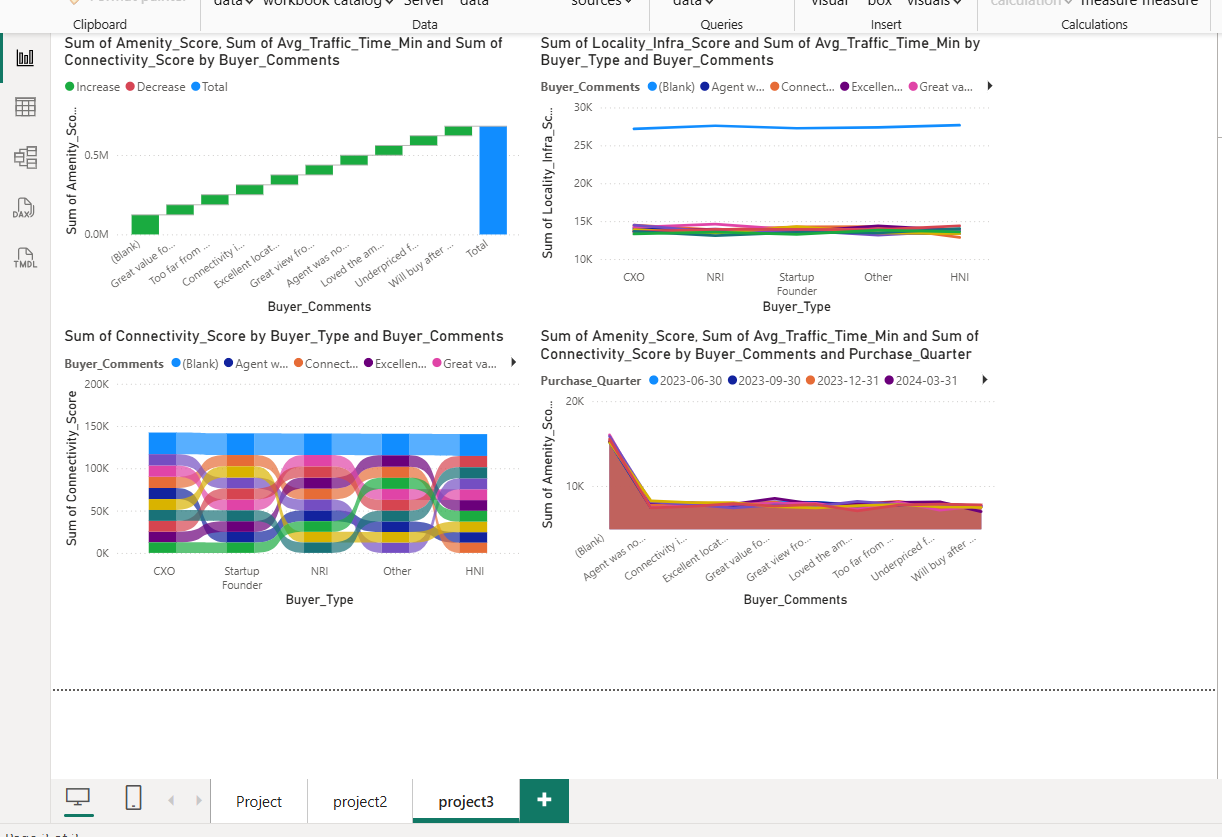 data workbook catalog Server data sources data visual box visuals calculation measure measure
Clipboard Data Queries Insert Calculations
Sum of Amenity_Score, Sum of Avg_Traffic_Time_Min and Sum of
Connectivity_Score by Buyer_Comments
Increase Decrease Total
Sum of Amenity_Sco...
0.5M
0.0M
(Blank)
Great value fo...
Too far from ...
Connectivity i...
Excellent locat...
Great view fro...
Agent was no...
Loved the am...
Underpriced f...
Will buy after ...
Total
Buyer_Comments
Sum of Locality_Infra_Score and Sum of Avg_Traffic_Time_Min by
Buyer_Type and Buyer_Comments
Buyer_Comments (Blank) Agent w... Connect... Excellen... Great va...
Sum of Locality_Infra_Sc...
30K
25K
20K
15K
10K
CXO NRI Startup Other HNI
Founder
Buyer_Type
Sum of Connectivity_Score by Buyer_Type and Buyer_Comments
Buyer_Comments (Blank) Agent w... Connect... Excellen... Great va...
Sum of Connectivity_Score
200K
150K
100K
50K
0K
CXO Startup NRI Other HNI
Founder
Buyer_Type
Sum of Amenity_Score, Sum of Avg_Traffic_Time_Min and Sum of
Connectivity_Score by Buyer_Comments and Purchase_Quarter
Purchase_Quarter 2023-06-30 2023-09-30 2023-12-31 2024-03-31
Sum of Amenity_Sco...
20K
10K
(Blank)
Agent was no...
Connectivity i...
Excellent locat...
Great value fo...
Great view fro...
Loved the am...
Too far from ...
Underpriced f...
Will buy after ...
Buyer_Comments
DAX
TMDL
Project project2 project3